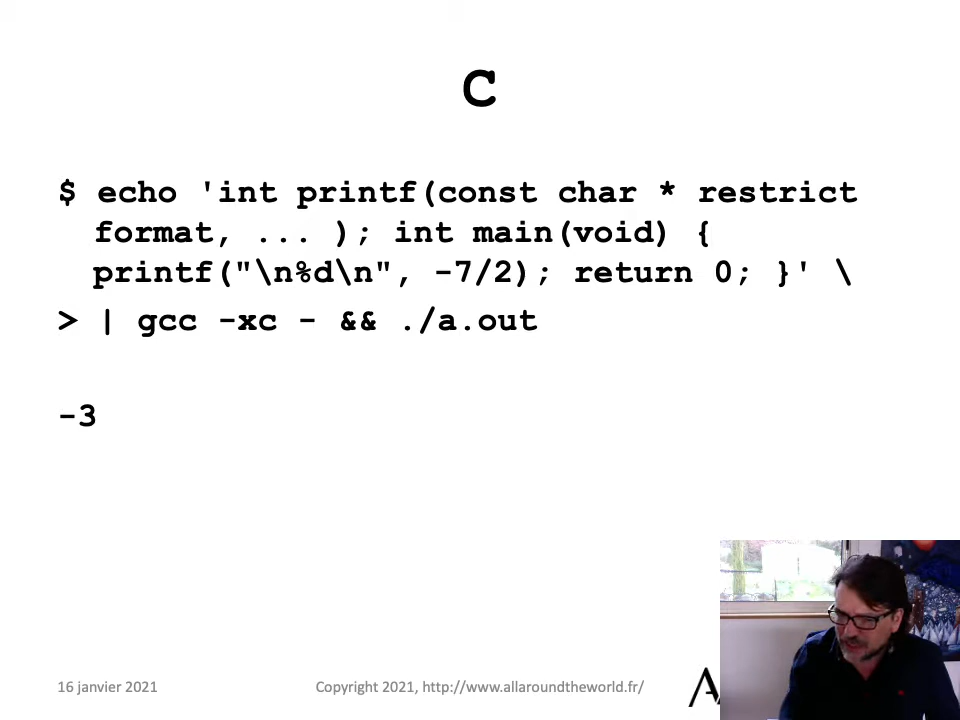 C
$ echo 'int printf(const char * restrict
format, ... ); int main(void) {
printf("\n%d\n", -7/2); return 0; }' \
> | gcc -xc - && ./a.out
-3
16 janvier 2021
Copyright 2021, http://www.allaroundtheworld.fr/